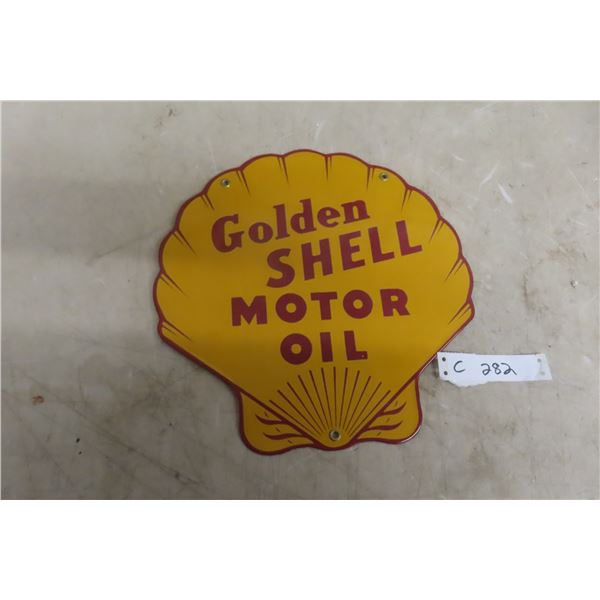 Golden
SHELL
MOTOR
OIL
C 282